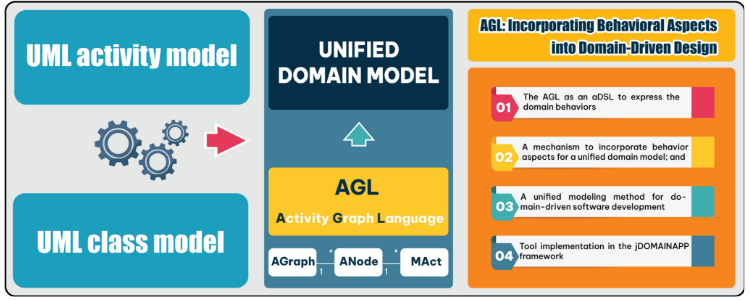 UML activity model
UML class model
UNIFIED
DOMAIN MODEL
AGL
Activity Graph Language
AGraph
1
*
ANode
1
*
MAct
AGL: Incorporating Behavioral Aspects
into Domain-Driven Design
01
The AGL as an aDSL to express the
domain behaviors
02
A mechanism to incorporate behavior
aspects for a unified domain model; and
03
A unified modeling method for do-
main-driven software development
04
Tool implementation in the jDOMAINAPP
framework